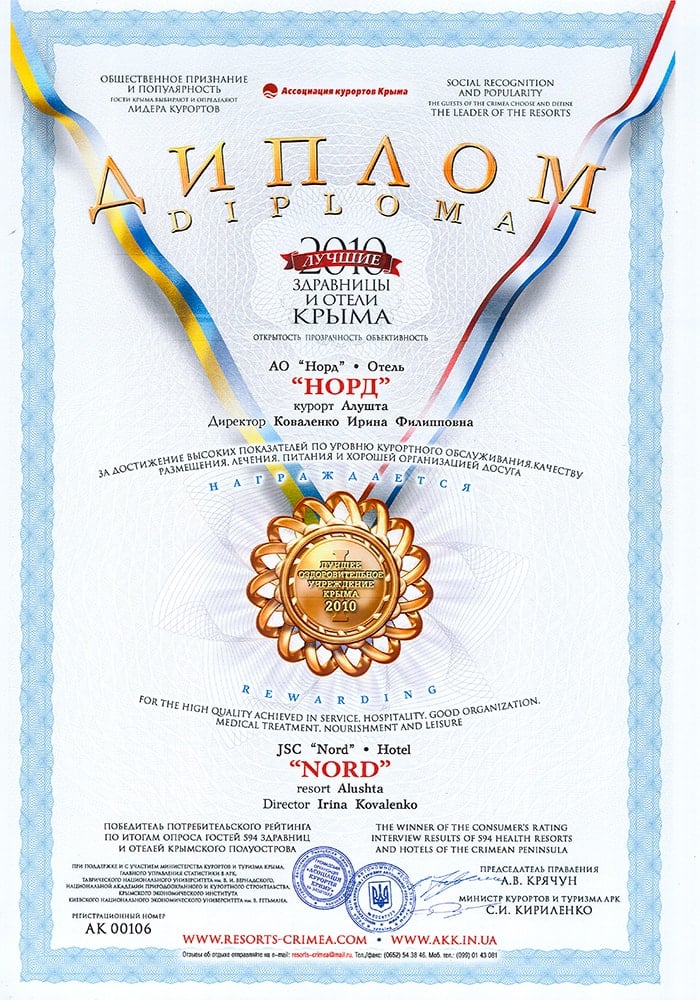 ОБЩЕСТВЕННОЕ ПРИЗНАНИЕ
И ПОПУЛЯРНОСТЬ
ГОСТИ КРЫМА ВЫБИРАЮТ И ОПРЕДЕЛЯЮТ
ЛИДЕРА КУРОРТОВ
Ассоциация курортов Крыма
SOCIAL RECOGNITION
AND POPULARITY
THE GUESTS OF THE CRIMEA CHOOSE AND DEFINE
THE LEADER OF THE RESORTS
ДИПЛОМ
DIPLOMA
2010
ЛУЧШИЕ
ЗДРАВНИЦЫ
И ОТЕЛИ
КРЫМА
ОТКРЫТОСТЬ ПРОЗРАЧНОСТЬ ОБЪЕКТИВНОСТЬ
АО "Норд" • Отель
"НОРД"
курорт Алушта
Директор Коваленко Ирина Филипповна
ЗА ДОСТИЖЕНИЕ ВЫСОКИХ ПОКАЗАТЕЛЕЙ ПО УРОВНЮ КУРОРТНОГО ОБСЛУЖИВАНИЯ,КАЧЕСТВУ
РАЗМЕЩЕНИЯ, ЛЕЧЕНИЯ, ПИТАНИЯ И ХОРОШЕЙ ОРГАНИЗАЦИЕЙ ДОСУГА
НАГРАЖДАЕТСЯ
ЛУЧШЕЕ
ОЗДОРОВИТЕЛЬНОЕ
УЧРЕЖДЕНИЕ
КРЫМА
2010
REWARDING
FOR THE HIGH QUALITY ACHIEVED IN SERVICE, HOSPITALITY, GOOD ORGANIZATION,
MEDICAL TREATMENT, NOURISHMENT AND LEISURE
JSC "Nord" • Hotel
"NORD"
resort Alushta
Director Irina Kovalenko
ПОБЕДИТЕЛЬ ПОТРЕБИТЕЛЬСКОГО РЕЙТИНГА
ПО ИТОГАМ ОПРОСА ГОСТЕЙ 594 ЗДРАВНИЦ
И ОТЕЛЕЙ КРЫМСКОГО ПОЛУОСТРОВА
THE WINNER OF THE CONSUMER'S RATING
INTERVIEW RESULTS OF 594 HEALTH RESORTS
AND HOTELS OF THE CRIMEAN PENINSULA
ПРИ ПОДДЕРЖКЕ И С УЧАСТИЕМ МИНИСТЕРСТВА КУРОРТОВ И ТУРИЗМА КРЫМА,
ГЛАВНОГО УПРАВЛЕНИЯ СТАТИСТИКИ В АРК,
ТАВРИЧЕСКОГО НАЦИОНАЛЬНОГО УНИВЕРСИТЕТА ИМ. В. И. ВЕРНАДСКОГО,
НАЦИОНАЛЬНОЙ АКАДЕМИИ ПРИРОДООХРАННОГО И КУРОРТНОГО СТРОИТЕЛЬСТВА,
КРЫМСКОГО ЭКОНОМИЧЕСКОГО ИНСТИТУТА
КИЕВСКОГО НАЦИОНАЛЬНОГО ЭКОНОМИЧЕСКОГО УНИВЕРСИТЕТА ИМ. В. ГЕТЬМАНА.
РЕГИСТРАЦИОННЫЙ НОМЕР
АК 00106
ПРЕДСЕДАТЕЛЬ ПРАВЛЕНИЯ
А.В. КРЯЧУН
МИНИСТР КУРОРТОВ И ТУРИЗМА АРК
С.И. КИРИЛЕНКО
WWW.RESORTS-CRIMEA.COM • WWW.AKK.IN.UA
Отзывы об отдыхе отправляйте на e-mail: resorts-crimea@mail.ru. Тел./факс: (0652) 54 38 46. Моб. тел.: (099) 01 43 081